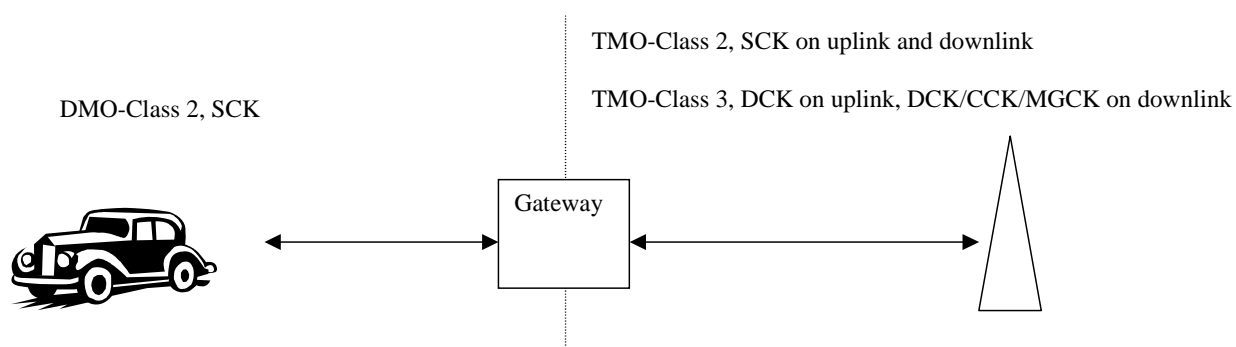 TMO-Class 2, SCK on uplink and downlink
DMO-Class 2, SCK
TMO-Class 3, DCK on uplink, DCK/CCK/MGCK on downlink
Gateway